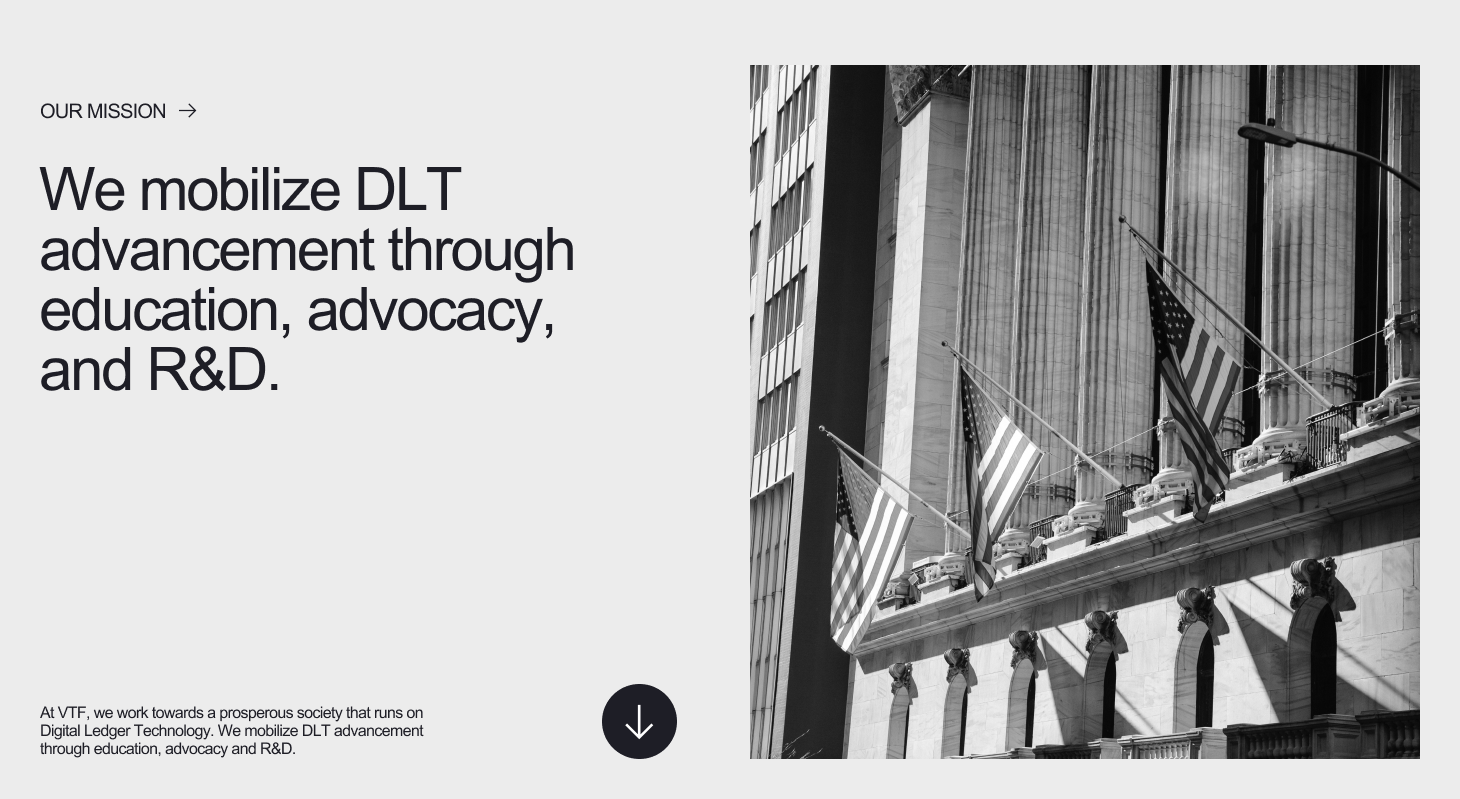 OUR MISSION →
We mobilize DLT
advancement through
education, advocacy,
and R&D.
At VTF, we work towards a prosperous society that runs on
Digital Ledger Technology. We mobilize DLT advancement
through education, advocacy and R&D.